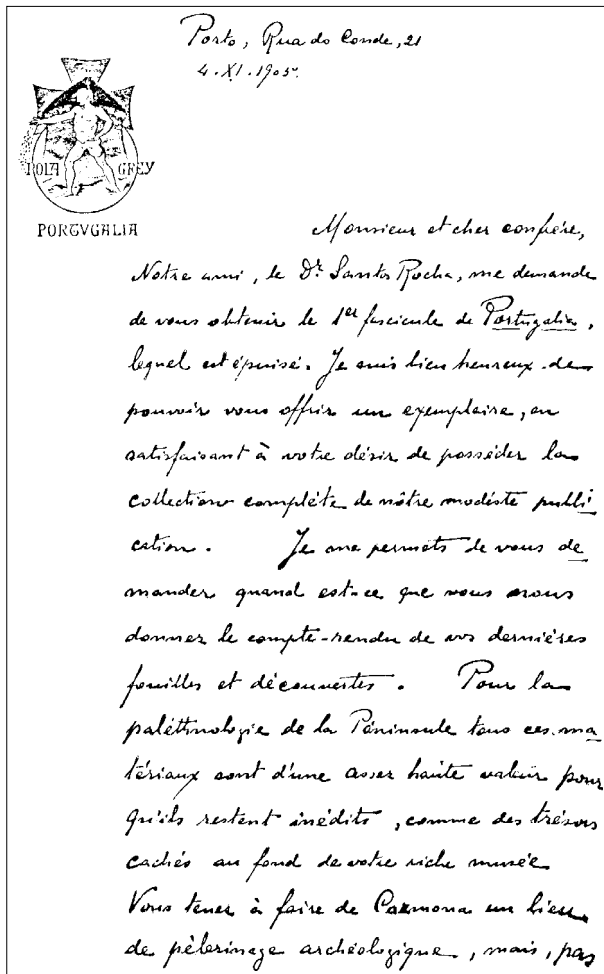 Porto, Rua do Conde, 21
4.XI.1905.
POLA GREY
PORTVGALIA
Monsieur et cher confrère,
Notre ami, le Dr. Santos Rocha, me demande
de vous obtenir le 1er fascicule de Portugalia,
lequel est épuisé. Je suis bien heureux de
pouvoir vous offrir un exemplaire, en
satisfaisant à votre désir de posséder la
collection complète de nôtre modeste publi
cation. Je me permets de vous de
mander quand est-ce que vous nous
donnez le compte-rendu de vos dernières
fouilles et découvertes. Pour la
paléthnologie de la Péninsule tous ces ma
tériaux sont d'une assez haute valeur pour
qu'ils restent inédits, comme des trésors
cachés au fond de votre riche musée
Vous tenez à faire de Carmona un lieu
de pèlerinage archéologique, mais, pas